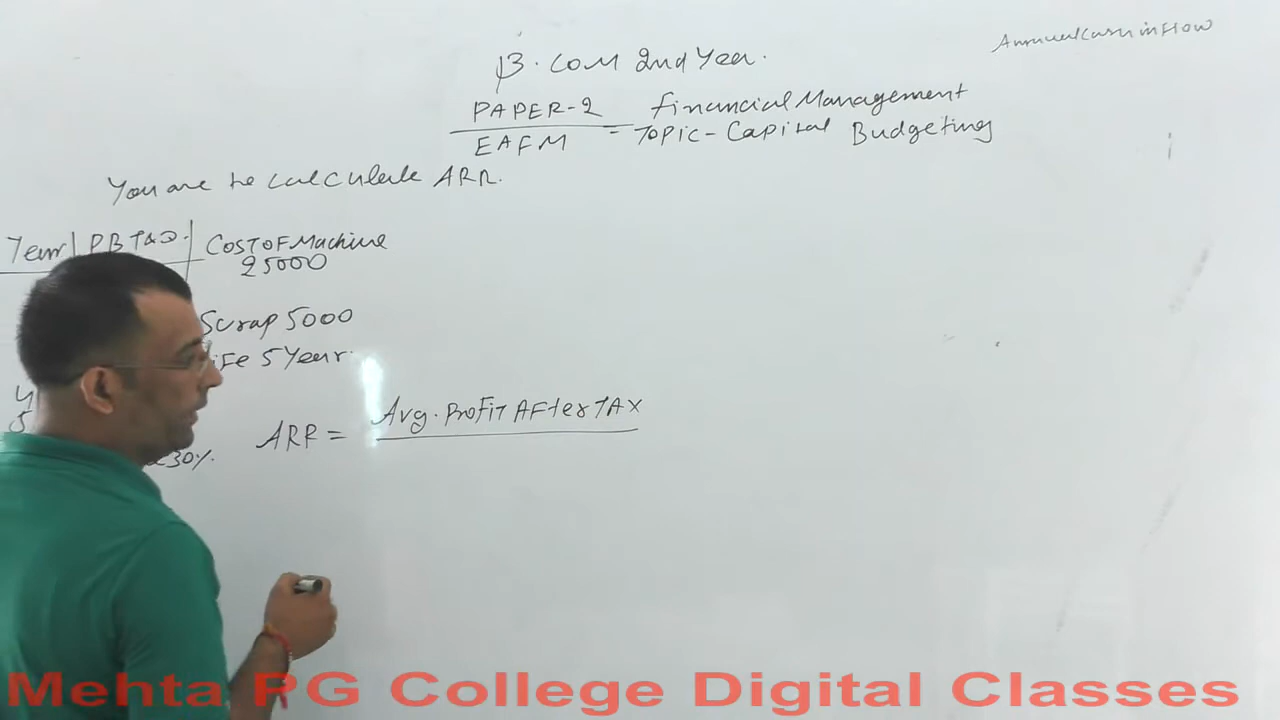 Annual Cash inflow
B. COM 2nd Year.
PAPER-2 Financial Management
EAFM = TOPIC - Capital Budgeting
You are to calculate ARR.
Year PBT&D. COST OF Machine
25000
Scrap 5000
life 5 Year.
4
5
30%.
ARR = Avg. Profit After TAX
Mehta PG College Digital Classes